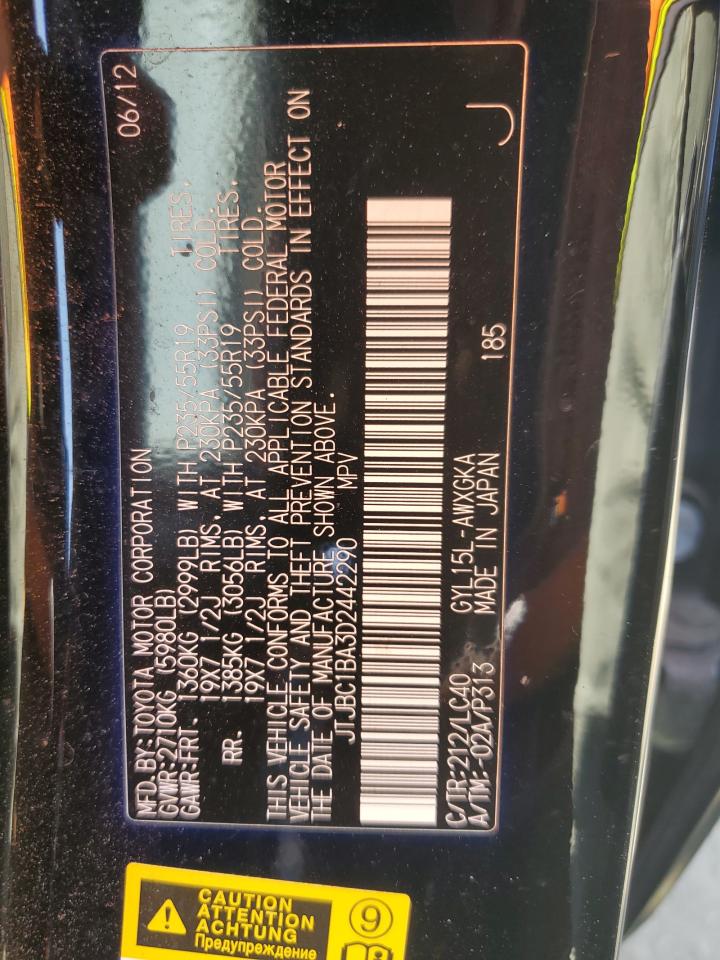 MFD.BY:TOYOTA MOTOR CORPORATION 06/12
GVWR:2710KG (5980LB)
GAWR:FRT. 1360KG (2999LB) WITH P235/55R19 TIRES,
19X7 1/2J RIMS, AT 230KPA (33PSI) COLD.
RR. 1385KG (3056LB) WITH P235/55R19 TIRES,
19X7 1/2J RIMS, AT 230KPA (33PSI) COLD.
THIS VEHICLE CONFORMS TO ALL APPLICABLE FEDERAL MOTOR
VEHICLE SAFETY AND THEFT PREVENTION STANDARDS IN EFFECT ON
THE DATE OF MANUFACTURE SHOWN ABOVE.
JTJBC1BA3D2442290 MPV
C/TR:212/LC40 GYL15L-AWXGKA
A/TM:-02A/P313 MADE IN JAPAN 185 J
CAUTION
ATTENTION
ACHTUNG
Предупреждение
9